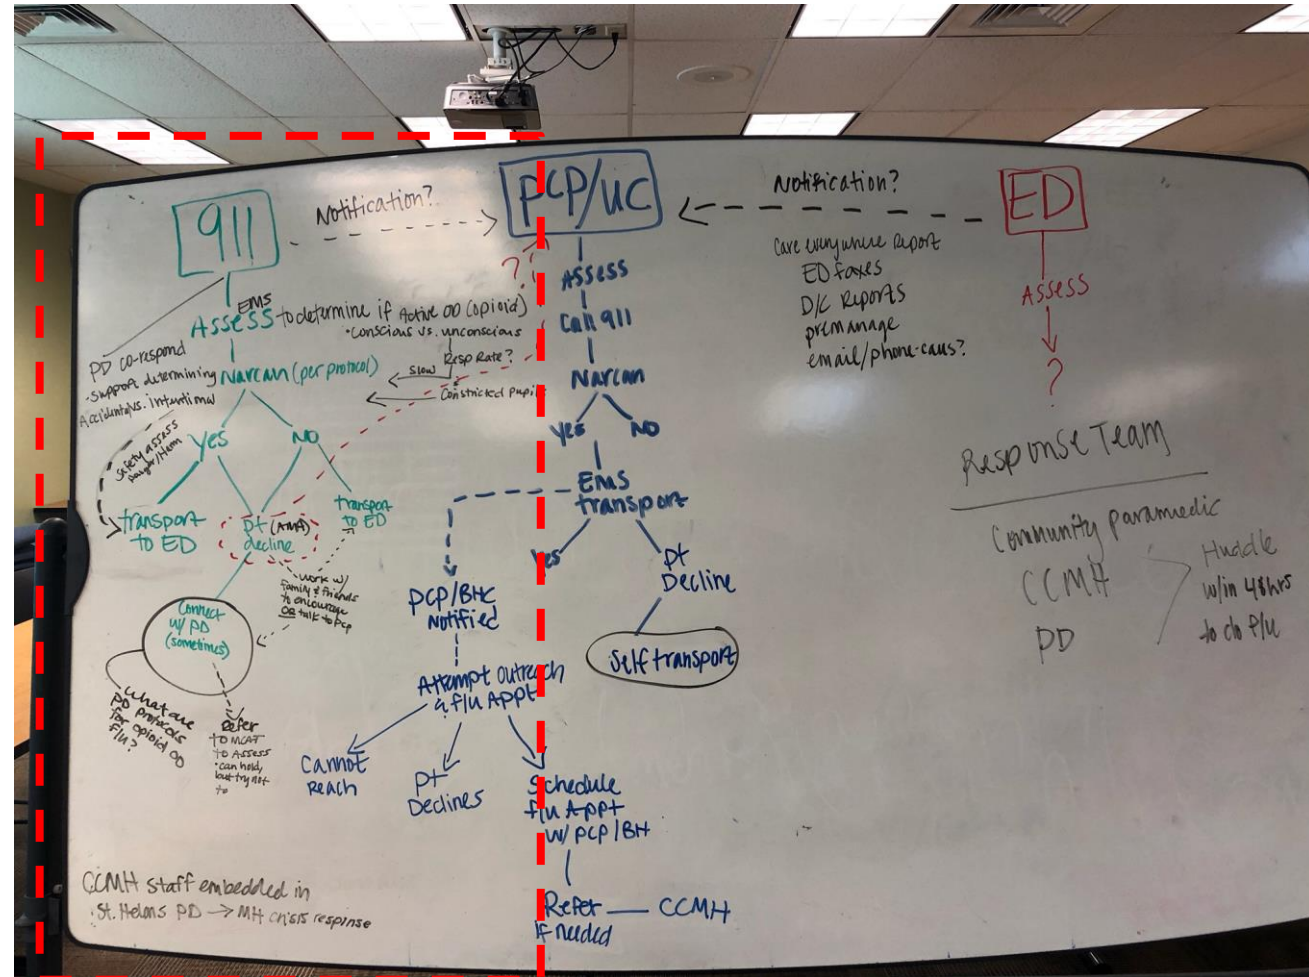 911
Notification?
PCP/UC
Notification?
ED
EMS
Assess to determine if Active OD (opioid)
• Conscious vs. unconscious
Resp Rate?
slow
Constricted pupils
?
PD co-respond
- Support determining
Accidental vs. intentional
Narcan (per protocol)
Yes
NO
Safety assess
transport
to ED
pt (AMA)
decline
transport
to ED
work w/
family & friends
to encourage
OR talk to pcp
Connect
w/ PD
(sometimes)
what are
PD protocols
for opioid OD
f/u?
Refer
to MCAT
to Assess
• can hold,
but try not
to
CCMH staff embedded in
St. Helens PD → MH crisis response
Assess
Call 911
Narcan
Yes
NO
EMS
transport
Yes
pt
Decline
Self transport
PCP/BHC
Notified
Attempt outreach
& f/u Appt
Cannot
Reach
pt
Declines
Schedule
f/u Appt
w/ PCP/BH
Refer
If needed
CCMH
Care everywhere Report
ED faxes
D/C Reports
premanage
email/phone-
Assess
?
Response Team
Community paramedic
CCMH
PD
Huddle
w/in 48hrs
to do f/u